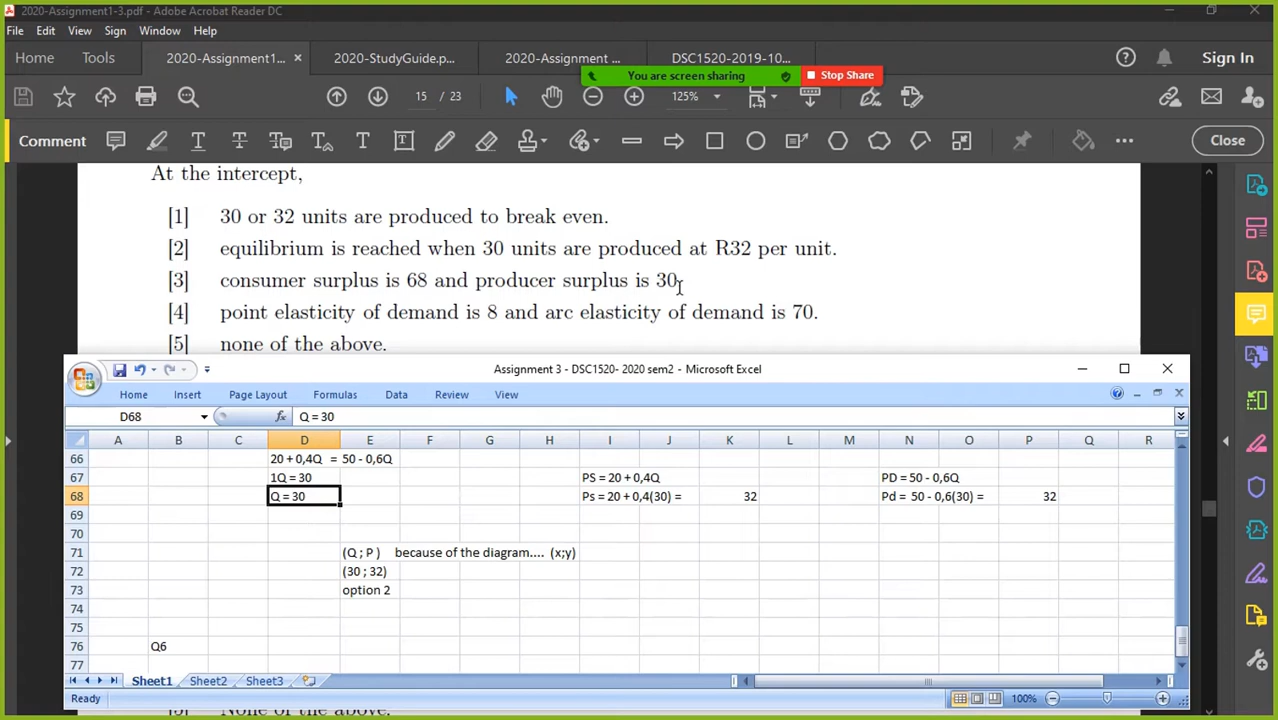 2020-Assignment1-3.pdf - Adobe Acrobat Reader DC
File Edit View Sign Window Help
Home Tools 2020-Assignment1... × 2020-StudyGuide.p... 2020-Assignment ... DSC1520-2019-10... Sign In
You are screen sharing Stop Share
15 / 23 125%
Comment Close
At the intercept,
[1] 30 or 32 units are produced to break even.
[2] equilibrium is reached when 30 units are produced at R32 per unit.
[3] consumer surplus is 68 and producer surplus is 30.
[4] point elasticity of demand is 8 and arc elasticity of demand is 70.
[5] none of the above.
Assignment 3 - DSC1520- 2020 sem2 - Microsoft Excel
Home Insert Page Layout Formulas Data Review View
D68 fx Q = 30
A B C D E F G H I J K L M N O P Q R
66 20 + 0,4Q = 50 - 0,6Q
67 1Q = 30 PS = 20 + 0,4Q PD = 50 - 0,6Q
68 Q = 30 Ps = 20 + 0,4(30) = 32 Pd = 50 - 0,6(30) = 32
69
70
71 (Q ; P ) because of the diagram.... (x;y)
72 (30 ; 32)
73 option 2
74
75
76 Q6
77
Sheet1 Sheet2 Sheet3
Ready 100%
[5] None of the above.